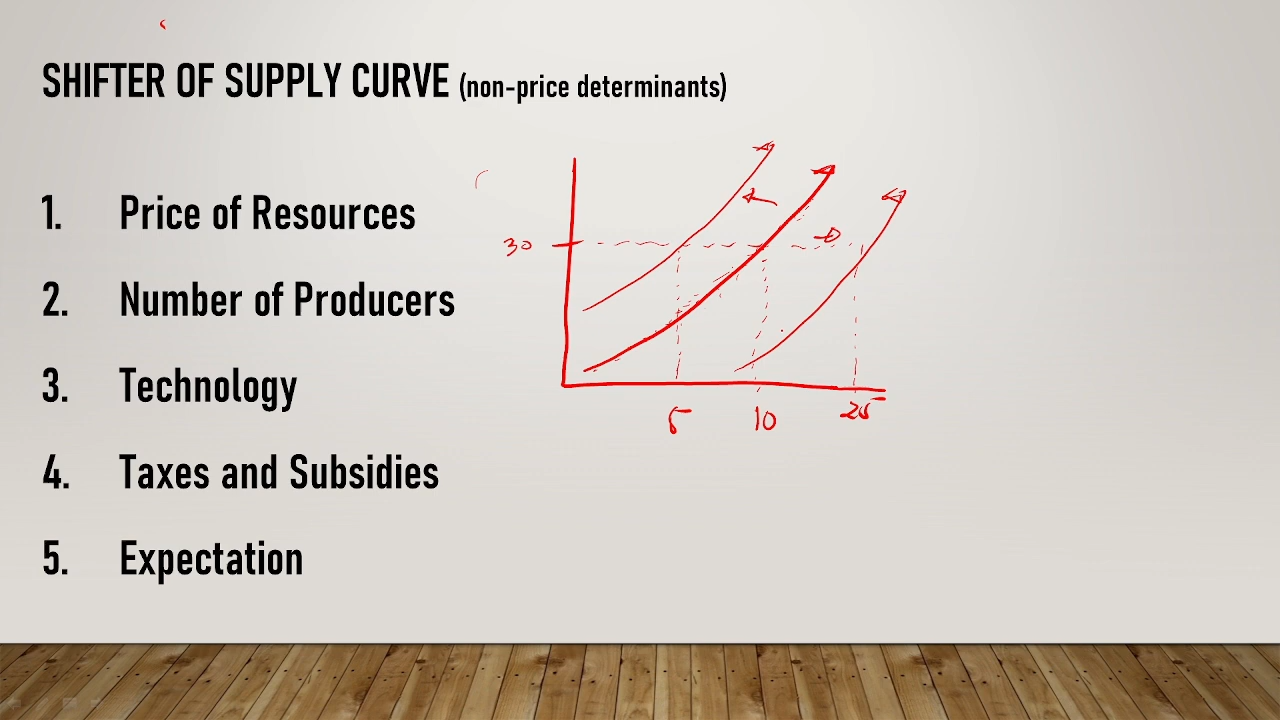 SHIFTER OF SUPPLY CURVE (non-price determinants)
1. Price of Resources
2. Number of Producers
3. Technology
4. Taxes and Subsidies
5. Expectation
30
5 10 25